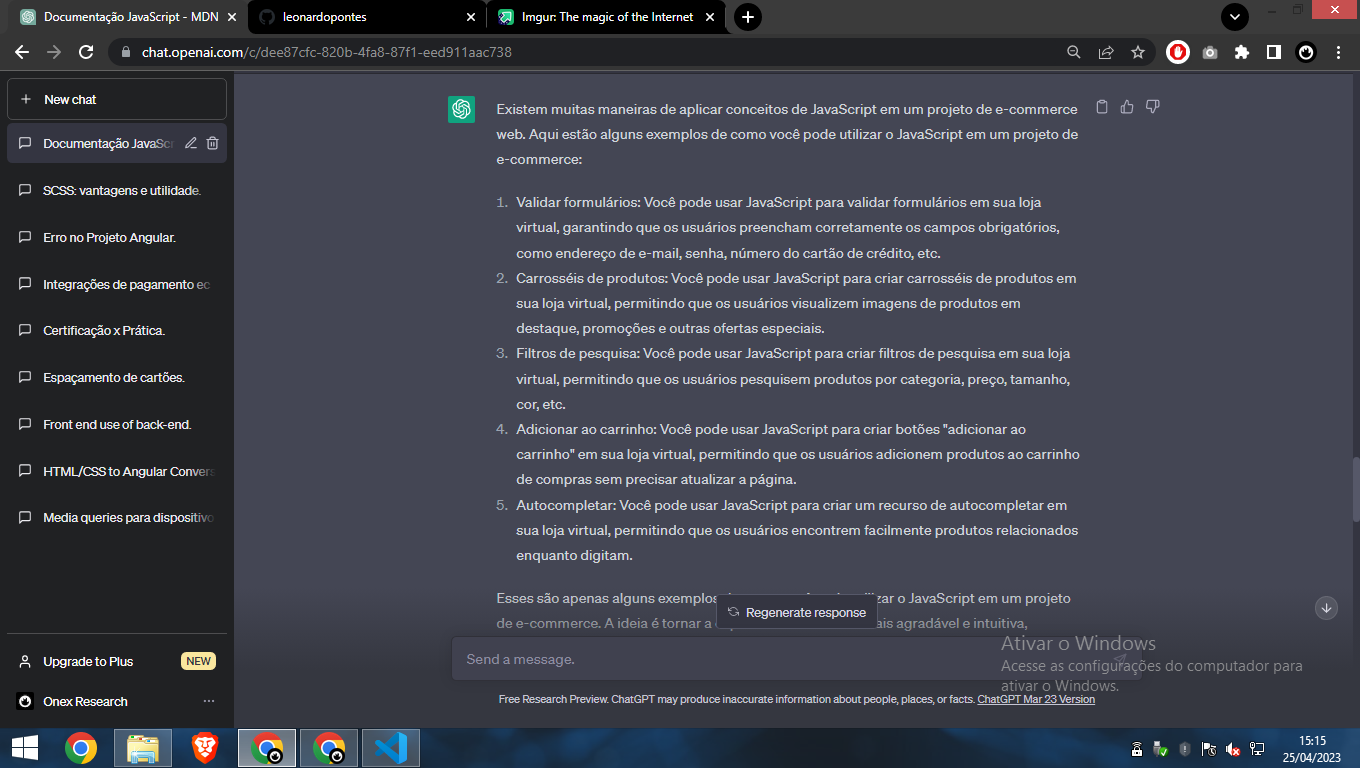 Documentação JavaScript - MDN
leonardopontes
Imgur: The magic of the Internet
chat.openai.com/c/dee87cfc-820b-4fa8-87f1-eed911aac738
New chat
Documentação JavaScr
SCSS: vantagens e utilidade.
Erro no Projeto Angular.
Integrações de pagamento ec
Certificação x Prática.
Espaçamento de cartões.
Front end use of back-end.
HTML/CSS to Angular Convers
Media queries para dispositivo
Upgrade to Plus
NEW
Onex Research
Existem muitas maneiras de aplicar conceitos de JavaScript em um projeto de e-commerce
web. Aqui estão alguns exemplos de como você pode utilizar o JavaScript em um projeto de
e-commerce:
1. Validar formulários: Você pode usar JavaScript para validar formulários em sua loja
virtual, garantindo que os usuários preencham corretamente os campos obrigatórios,
como endereço de e-mail, senha, número do cartão de crédito, etc.
2. Carrosséis de produtos: Você pode usar JavaScript para criar carrosséis de produtos em
sua loja virtual, permitindo que os usuários visualizem imagens de produtos em
destaque, promoções e outras ofertas especiais.
3. Filtros de pesquisa: Você pode usar JavaScript para criar filtros de pesquisa em sua loja
virtual, permitindo que os usuários pesquisem produtos por categoria, preço, tamanho,
cor, etc.
4. Adicionar ao carrinho: Você pode usar JavaScript para criar botões "adicionar ao
carrinho" em sua loja virtual, permitindo que os usuários adicionem produtos ao carrinho
de compras sem precisar atualizar a página.
5. Autocompletar: Você pode usar JavaScript para criar um recurso de autocompletar em
sua loja virtual, permitindo que os usuários encontrem facilmente produtos relacionados
enquanto digitam.
Esses são apenas alguns exemplos o JavaScript em um projeto
de e-commerce. A ideia é tornar a agradável e intuitiva,
Regenerate response
Send a message.
Ativar o Windows
Acesse as configurações do computador para
ativar o Windows.
Free Research Preview. ChatGPT may produce inaccurate information about people, places, or facts. ChatGPT Mar 23 Version
15:15
25/04/2023